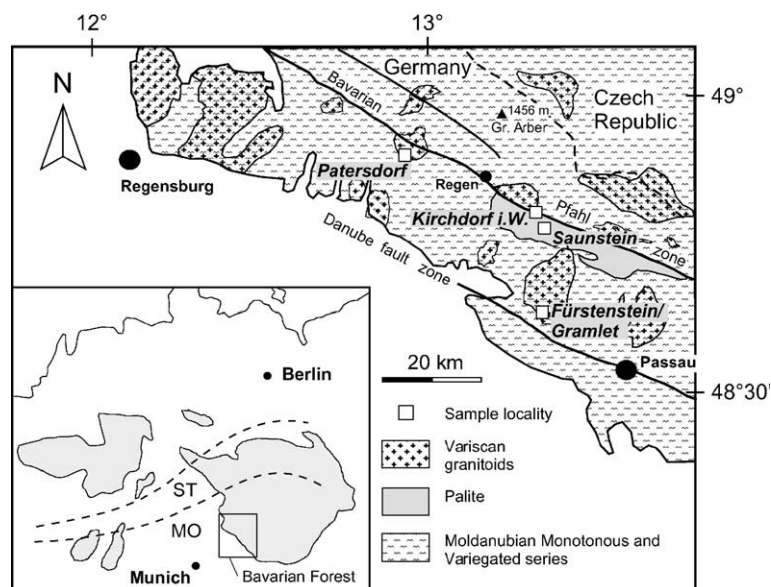 12°
13°
N
Germany
Bavarian
1456 m
Gr. Arber
Czech
Republic
49°
Regensburg
Patersdorf
Regen
Kirchdorf i.W.
Pfahl
Saunstein
zone
Danube fault zone
Fürstenstein/
Gramlet
Passau
48°30'
20 km
Sample locality
Variscan
granitoids
Palite
Moldanubian Monotonous and
Variegated series
Berlin
ST
MO
Munich
Bavarian Forest